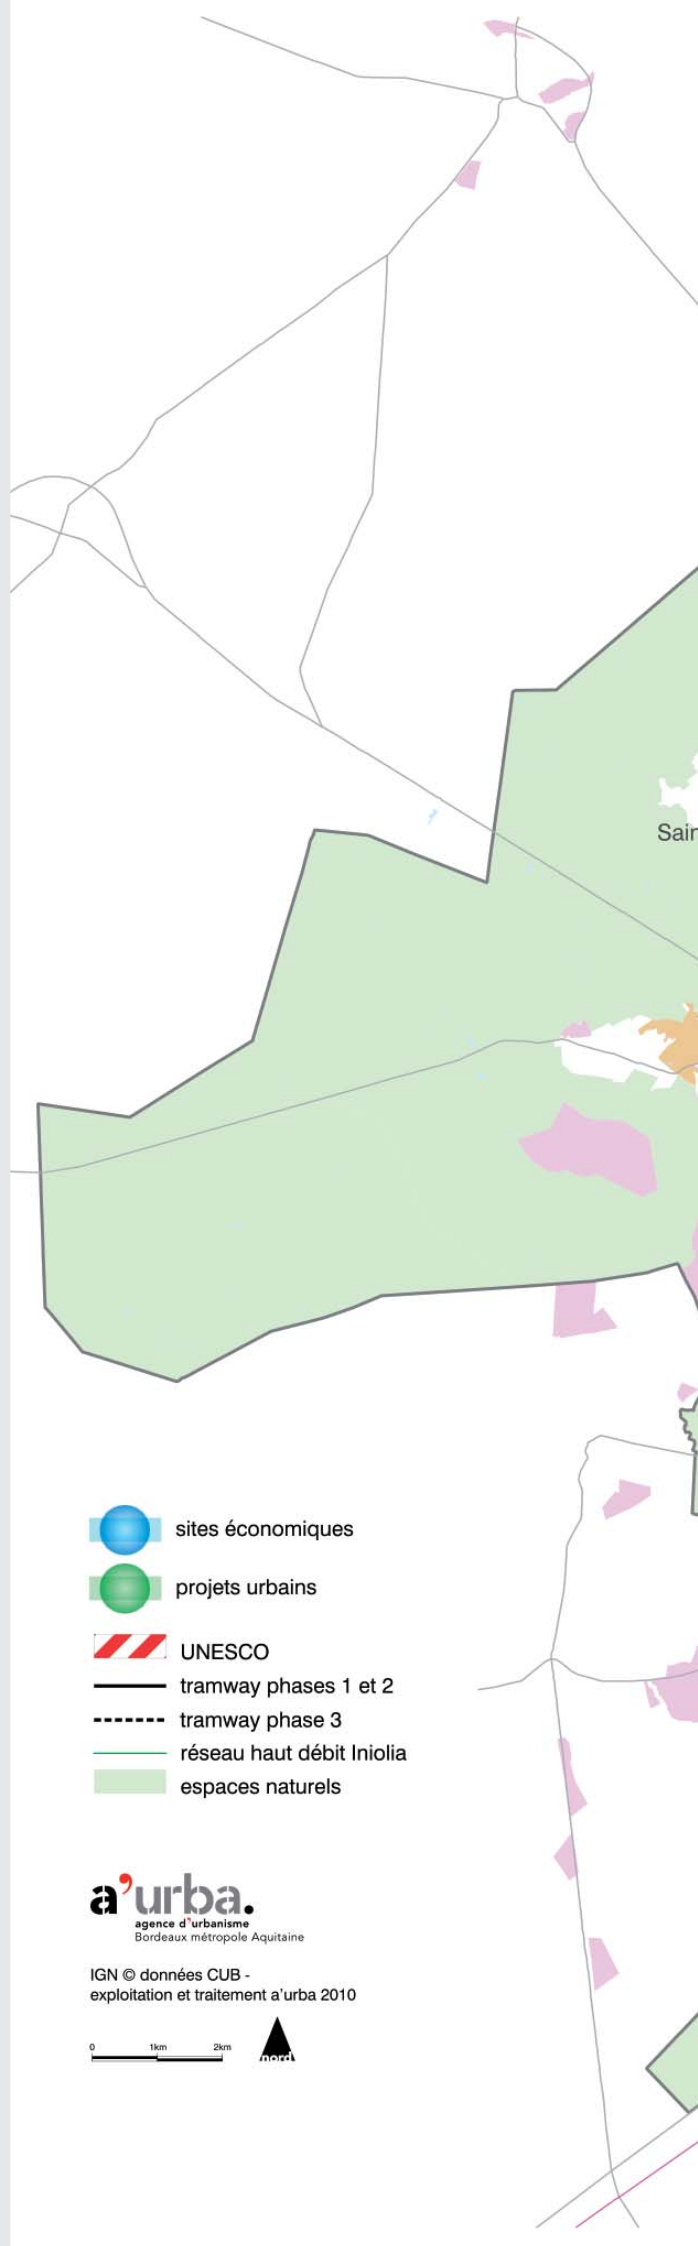 Sain
sites économiques
projets urbains
UNESCO
tramway phases 1 et 2
tramway phase 3
réseau haut débit Iniolia
espaces naturels
a'urba.
agence d'urbanisme
Bordeaux métropole Aquitaine
IGN © données CUB -
exploitation et traitement a'urba 2010
0 1km 2km
nord